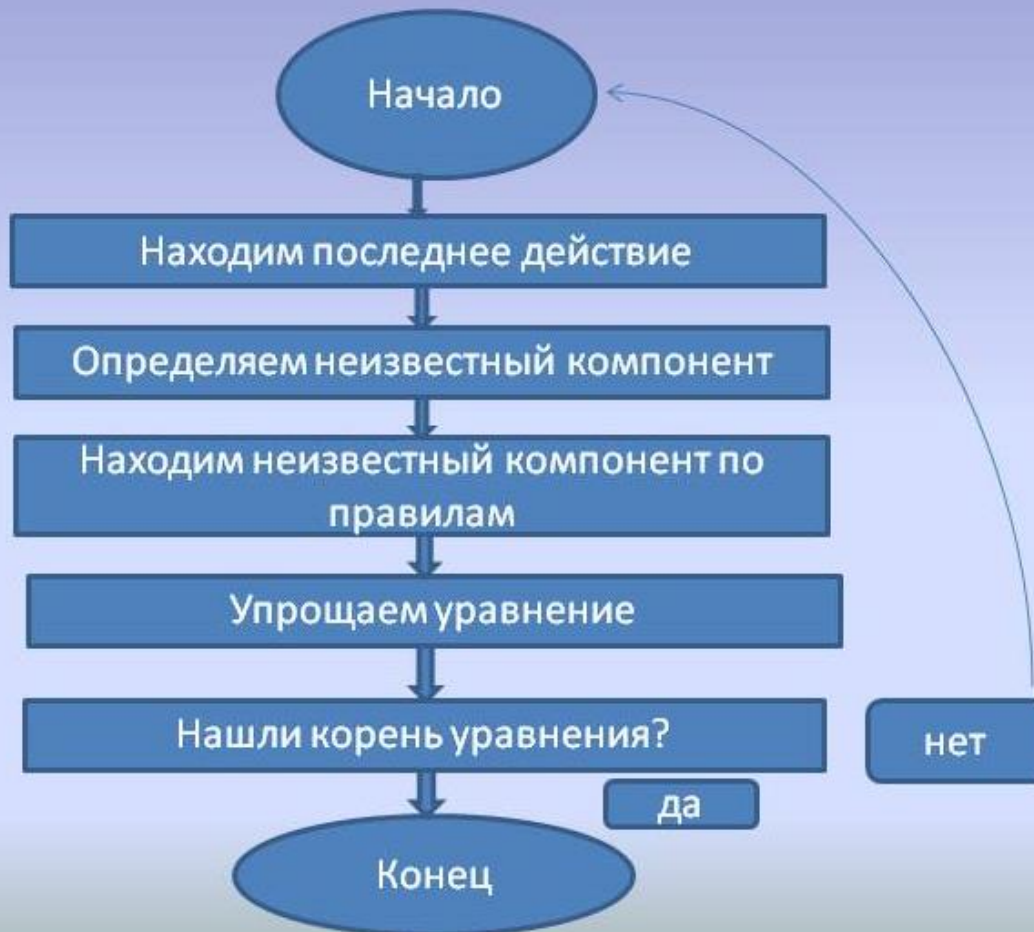 Начало
Находим последнее действие
Определяем неизвестный компонент
Находим неизвестный компонент по
правилам
Упрощаем уравнение
Нашли корень уравнения?
нет
да
Конец